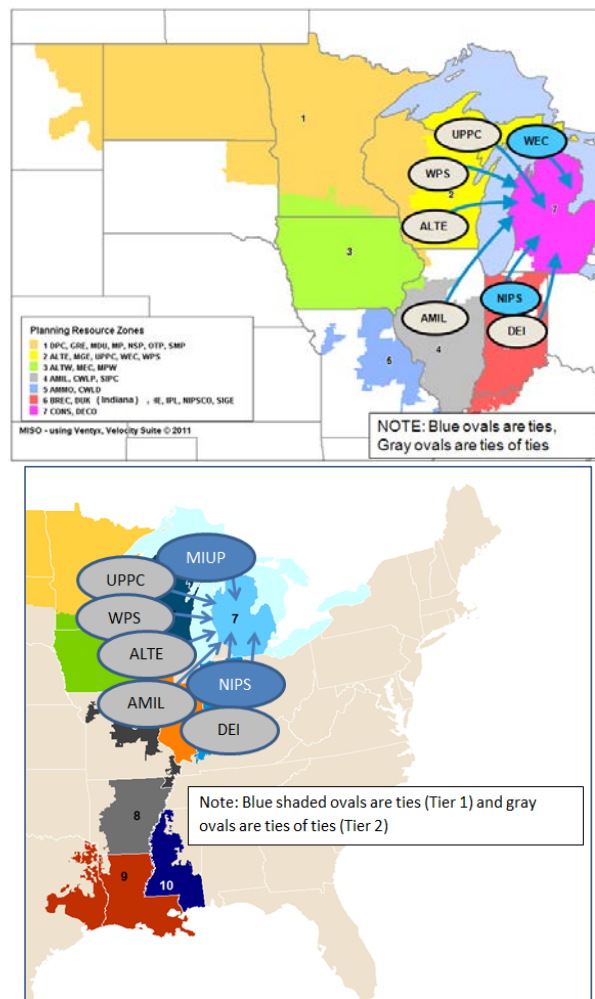 1
UPPC
WEC
WPS
2
7
ALTE
3
AMIL
NIPS
DEI
4
5
Planning Resource Zones
1 DPC, GRE, MDU, MP, NSP, OTP, SMP
2 ALTE, MGE, UPPC, WEC, WPS
3 ALTW, MEC, MPW
4 AMIL, CWLP, SIPC
5 AMMO, CWLD
6 BREC, DUK (Indiana) , IPL, NIPSCO, SIGE
7 CONS, DECO
MISO - using Ventyx, Velocity Suite © 2011
NOTE: Blue ovals are ties,
Gray ovals are ties of ties
MIUP
UPPC
WPS
7
ALTE
NIPS
AMIL
DEI
Note: Blue shaded ovals are ties (Tier 1) and gray
ovals are ties of ties (Tier 2)
8
9
10